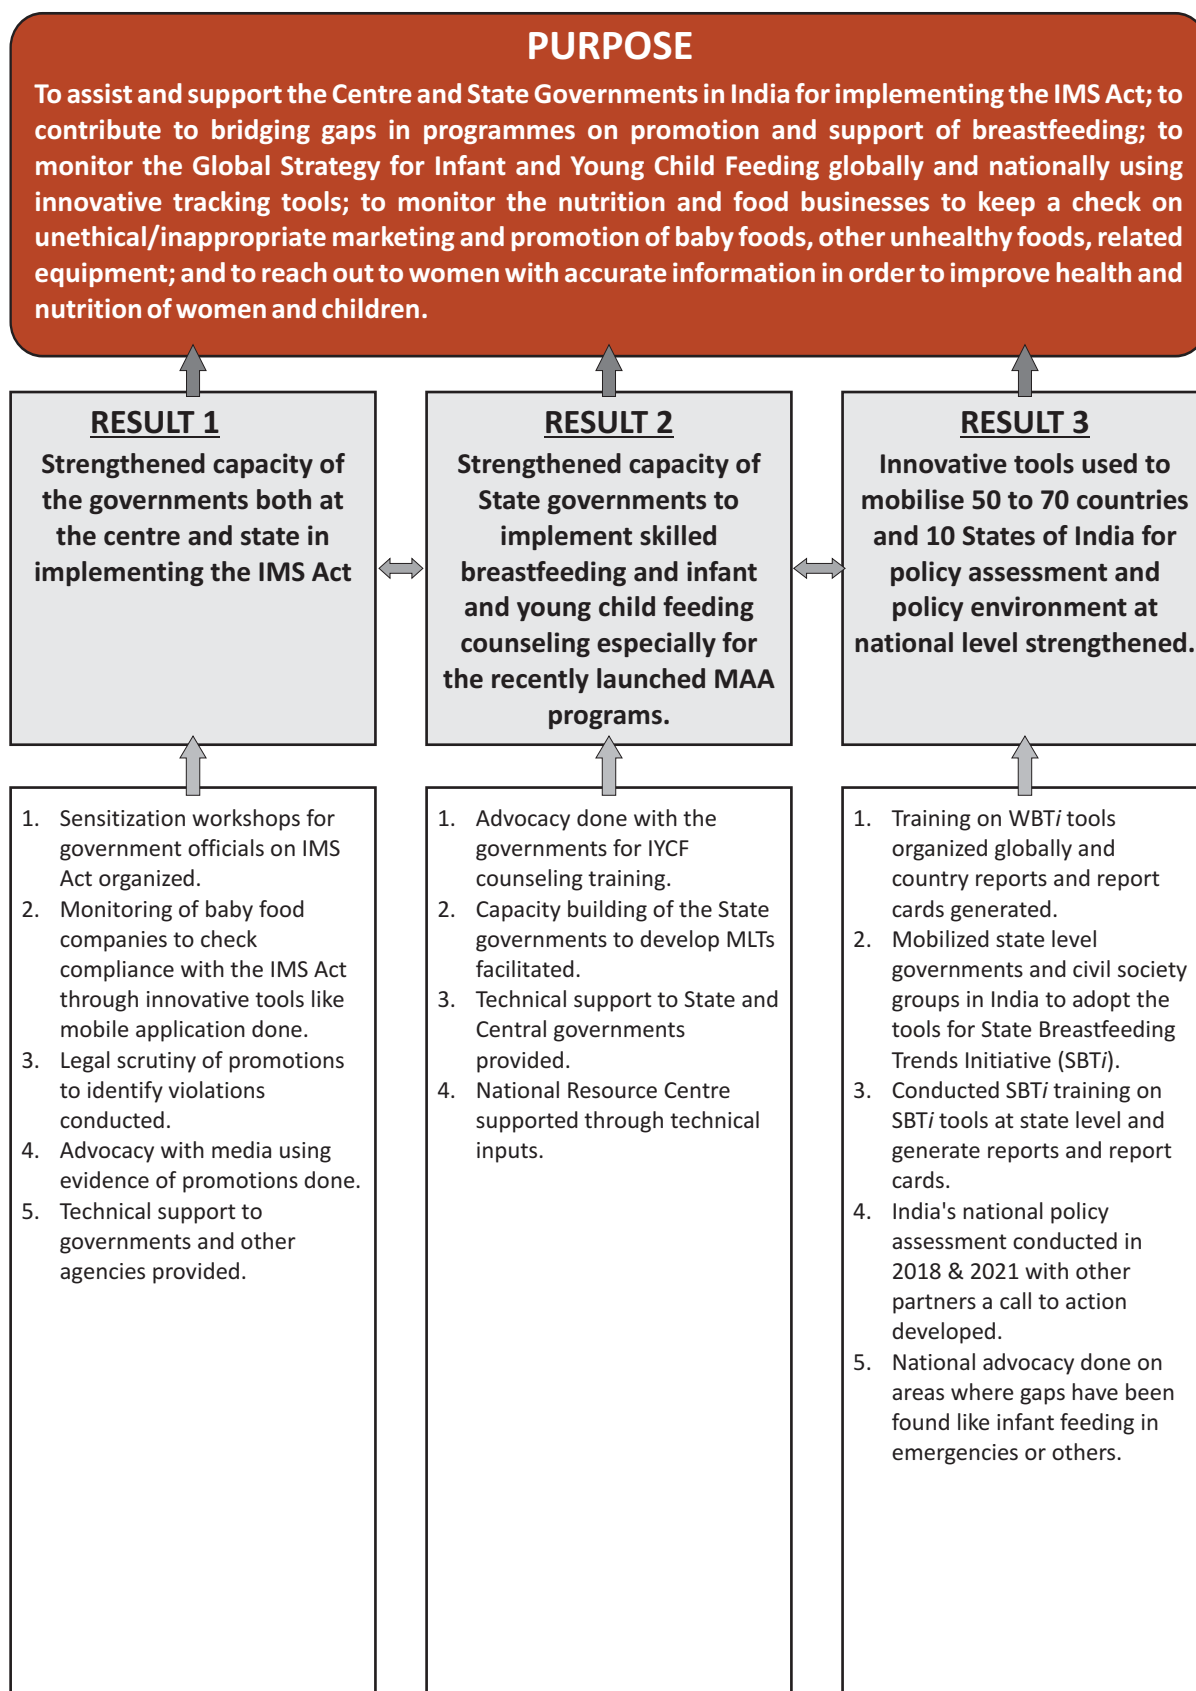 PURPOSE
To assist and support the Centre and State Governments in India for implementing the IMS Act; to
contribute to bridging gaps in programmes on promotion and support of breastfeeding; to
monitor the Global Strategy for Infant and Young Child Feeding globally and nationally using
innovative tracking tools; to monitor the nutrition and food businesses to keep a check on
unethical/inappropriate marketing and promotion of baby foods, other unhealthy foods, related
equipment; and to reach out to women with accurate information in order to improve health and
nutrition of women and children.
RESULT 1
Strengthened capacity of
the governments both at
the centre and state in
implementing the IMS Act
RESULT 2
Strengthened capacity of
State governments to
implement skilled
breastfeeding and infant
and young child feeding
counseling especially for
the recently launched MAA
programs.
RESULT 3
Innovative tools used to
mobilise 50 to 70 countries
and 10 States of India for
policy assessment and
policy environment at
national level strengthened.
1. Sensitization workshops for
government officials on IMS
Act organized.
2. Monitoring of baby food
companies to check
compliance with the IMS Act
through innovative tools like
mobile application done.
3. Legal scrutiny of promotions
to identify violations
conducted.
4. Advocacy with media using
evidence of promotions done.
5. Technical support to
governments and other
agencies provided.
1. Advocacy done with the
governments for IYCF
counseling training.
2. Capacity building of the State
governments to develop MLTs
facilitated.
3. Technical support to State and
Central governments
provided.
4. National Resource Centre
supported through technical
inputs.
1. Training on WBTi tools
organized globally and
country reports and report
cards generated.
2. Mobilized state level
governments and civil society
groups in India to adopt the
tools for State Breastfeeding
Trends Initiative (SBTi).
3. Conducted SBTi training on
SBTi tools at state level and
generate reports and report
cards.
4. India's national policy
assessment conducted in
2018 & 2021 with other
partners a call to action
developed.
5. National advocacy done on
areas where gaps have been
found like infant feeding in
emergencies or others.